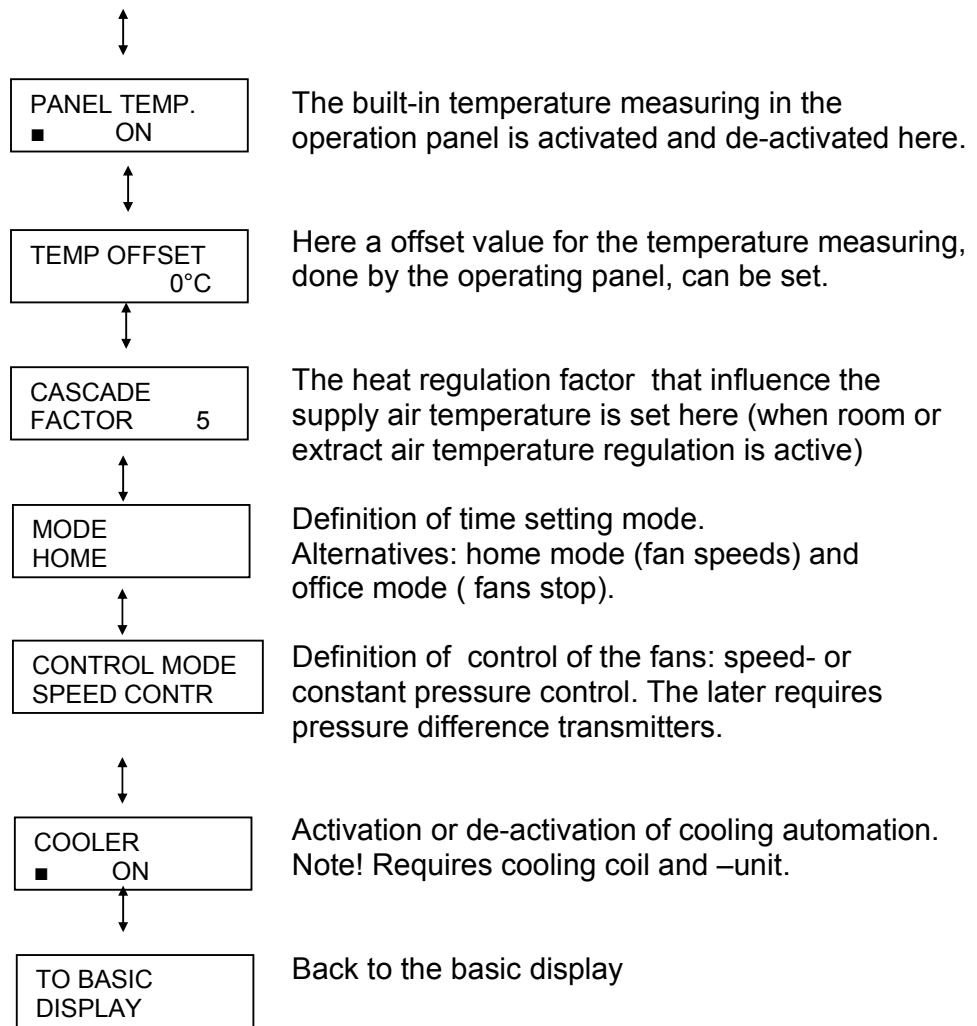 PANEL TEMP.
■ ON
The built-in temperature measuring in the
operation panel is activated and de-activated here.
TEMP OFFSET
0°C
Here a offset value for the temperature measuring,
done by the operating panel, can be set.
CASCADE
FACTOR 5
The heat regulation factor that influence the
supply air temperature is set here (when room or
extract air temperature regulation is active)
MODE
HOME
Definition of time setting mode.
Alternatives: home mode (fan speeds) and
office mode ( fans stop).
CONTROL MODE
SPEED CONTR
Definition of control of the fans: speed- or
constant pressure control. The later requires
pressure difference transmitters.
COOLER
■ ON
Activation or de-activation of cooling automation.
Note! Requires cooling coil and –unit.
TO BASIC
DISPLAY
Back to the basic display